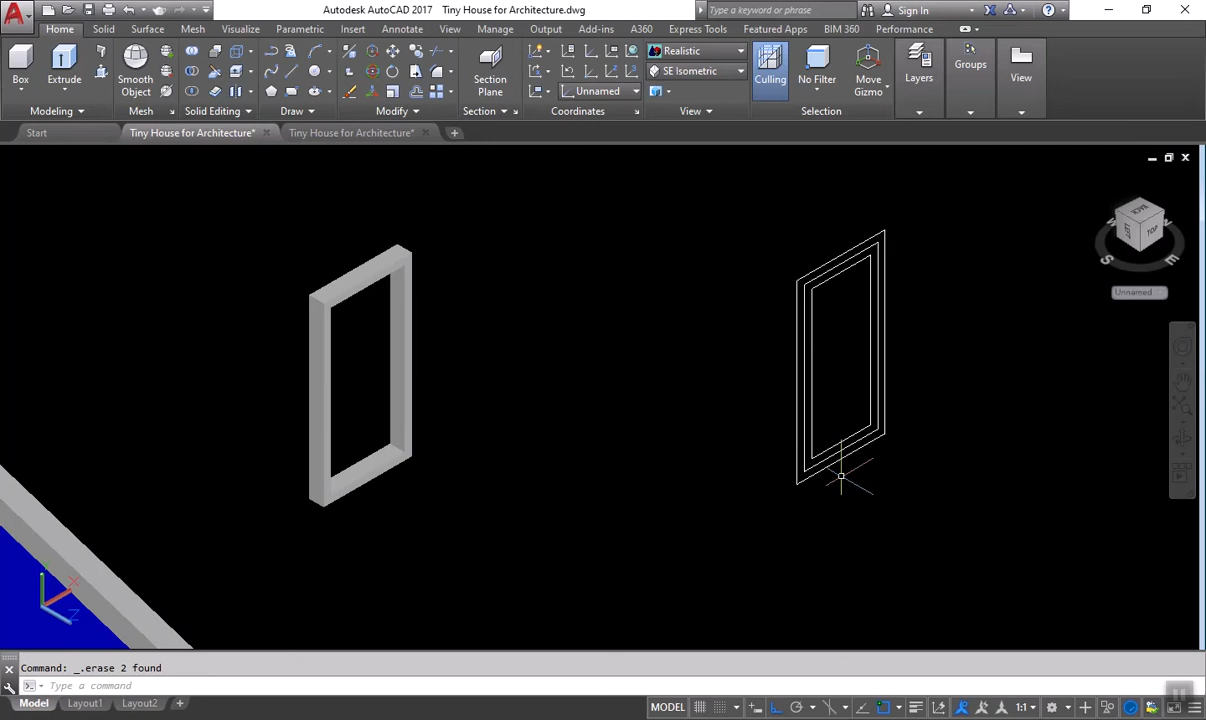 Autodesk AutoCAD 2017 Tiny House for Architecture.dwg
Type a keyword or phrase
Sign In
Home Solid Surface Mesh Visualize Parametric Insert Annotate View Manage Output Add-ins A360 Express Tools Featured Apps BIM 360 Performance
Realistic
SE Isometric
Unnamed
Box
Extrude
Smooth Object
Section Plane
Culling
No Filter
Move Gizmo
Layers
Groups
View
Modeling
Mesh
Solid Editing
Draw
Modify
Section
Coordinates
View
Selection
Start
Tiny House for Architecture*
Tiny House for Architecture*
BACK
TOP
S
E
Unnamed
X
Z
Command: _.erase 2 found
Type a command
Model Layout1 Layout2
MODEL
1:1